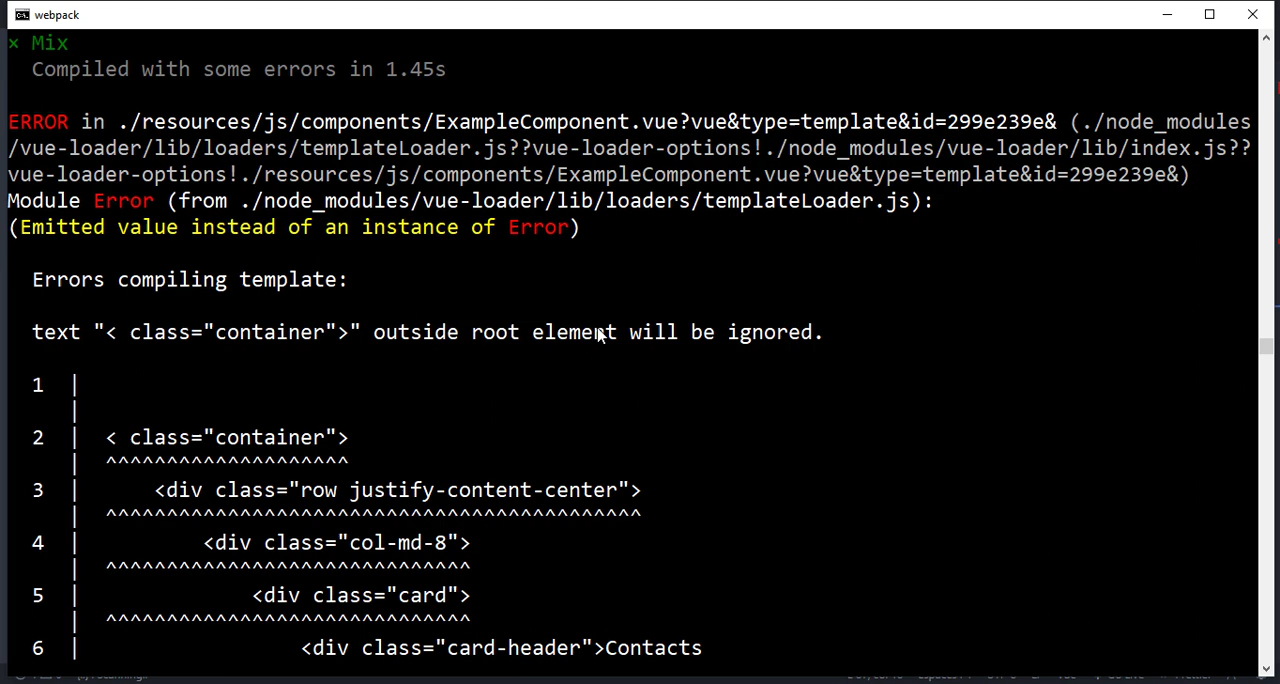 webpack
× Mix
Compiled with some errors in 1.45s
ERROR in ./resources/js/components/ExampleComponent.vue?vue&type=template&id=299e239e& (./node_modules
/vue-loader/lib/loaders/templateLoader.js??vue-loader-options!./node_modules/vue-loader/lib/index.js??
vue-loader-options!./resources/js/components/ExampleComponent.vue?vue&type=template&id=299e239e&)
Module Error (from ./node_modules/vue-loader/lib/loaders/templateLoader.js):
(Emitted value instead of an instance of Error)
Errors compiling template:
text "< class="container">" outside root element will be ignored.
1 |
|
2 | < class="container">
| ^^^^^^^^^^^^^^^^^^^^
3 | <div class="row justify-content-center">
| ^^^^^^^^^^^^^^^^^^^^^^^^^^^^^^^^^^^^^^^^^^^^
4 | <div class="col-md-8">
| ^^^^^^^^^^^^^^^^^^^^^^^^^^^^^^
5 | <div class="card">
| ^^^^^^^^^^^^^^^^^^^^^^^^^^^^^^
6 | <div class="card-header">Contacts